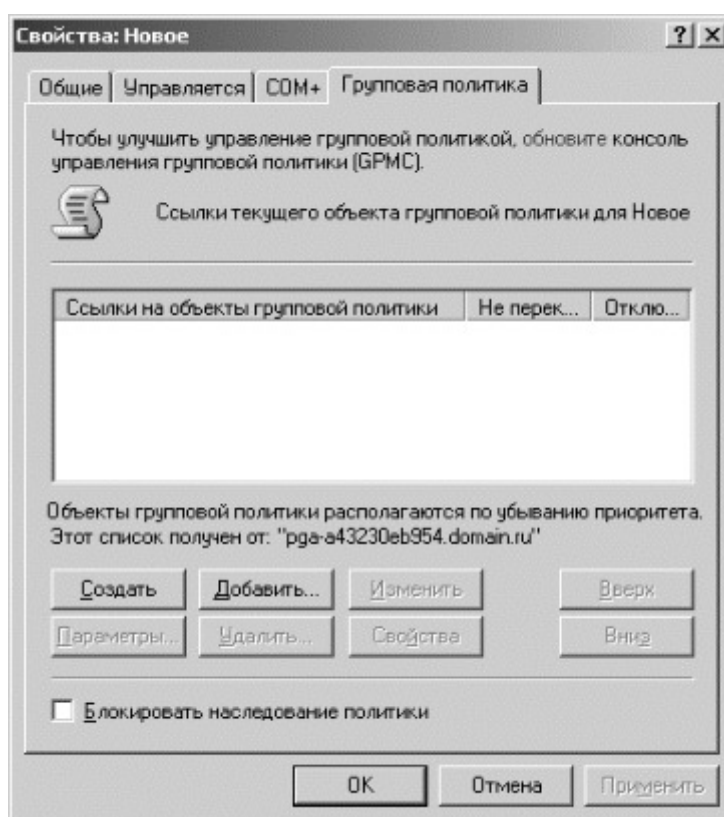 Свойства: Новое
Общие Управляется COM+ Групповая политика
Чтобы улучшить управление групповой политикой, обновите консоль
управления групповой политики (GPMC).
Ссылки текущего объекта групповой политики для Новое
Ссылки на объекты групповой политики Не перек... Отклю...
Объекты групповой политики располагаются по убыванию приоритета.
Этот список получен от: "pga-a43230eb954.domain.ru"
Создать Добавить... Изменить Вверх
Параметры... Удалить... Свойства Вниз
Блокировать наследование политики
OK Отмена Применить